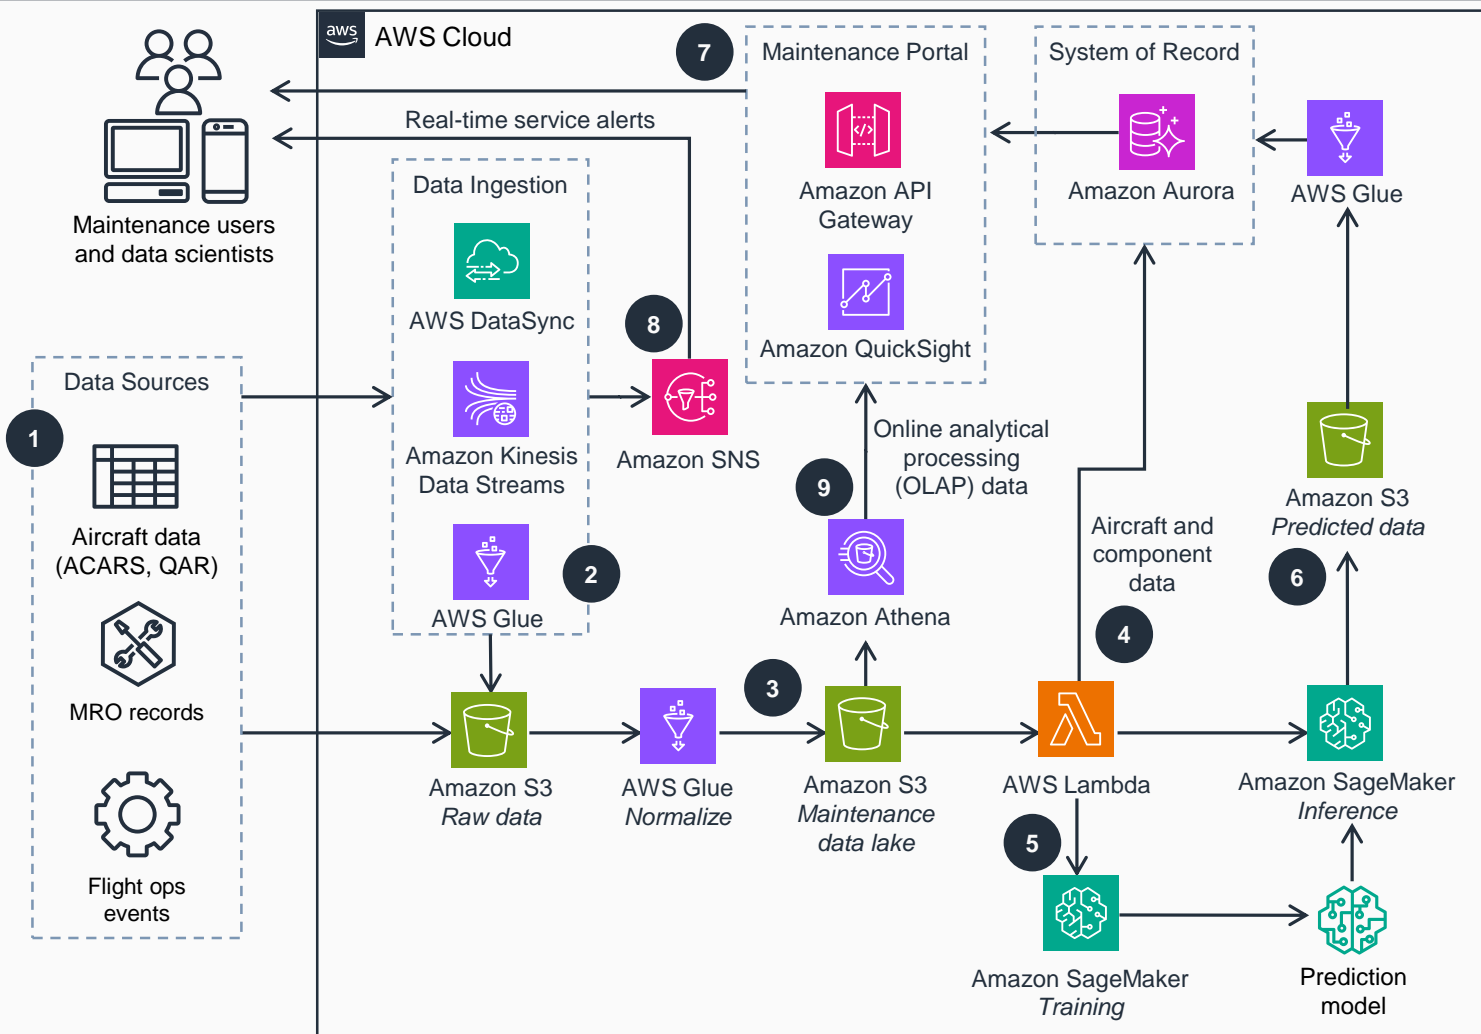 aws
AWS Cloud
7
Maintenance Portal
System of Record
Real-time service alerts
Data Ingestion
Amazon API
Gateway
Amazon Aurora
AWS Glue
Maintenance users
and data scientists
AWS DataSync
8
Amazon QuickSight
Data Sources
1
Amazon Kinesis
Data Streams
Amazon SNS
Online analytical
processing
(OLAP) data
9
Amazon S3
Predicted data
Aircraft data
(ACARS, QAR)
2
AWS Glue
Amazon Athena
Aircraft and
component
data
6
4
MRO records
3
Amazon S3
Raw data
AWS Glue
Normalize
Amazon S3
Maintenance
data lake
AWS Lambda
Amazon SageMaker
Inference
5
Flight ops
events
Amazon SageMaker
Training
Prediction
model